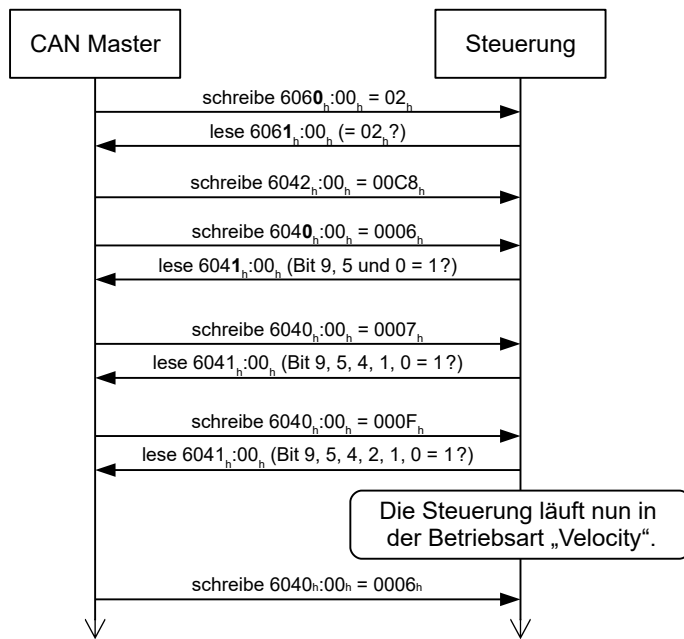 CAN Master
Steuerung
schreibe 6060ₕ:00ₕ = 02ₕ
lese 6061ₕ:00ₕ (= 02ₕ?)
schreibe 6042ₕ:00ₕ = 00C8ₕ
schreibe 6040ₕ:00ₕ = 0006ₕ
lese 6041ₕ:00ₕ (Bit 9, 5 und 0 = 1?)
schreibe 6040ₕ:00ₕ = 0007ₕ
lese 6041ₕ:00ₕ (Bit 9, 5, 4, 1, 0 = 1?)
schreibe 6040ₕ:00ₕ = 000Fₕ
lese 6041ₕ:00ₕ (Bit 9, 5, 4, 2, 1, 0 = 1?)
Die Steuerung läuft nun in
der Betriebsart „Velocity“.
schreibe 6040ₕ:00ₕ = 0006ₕ